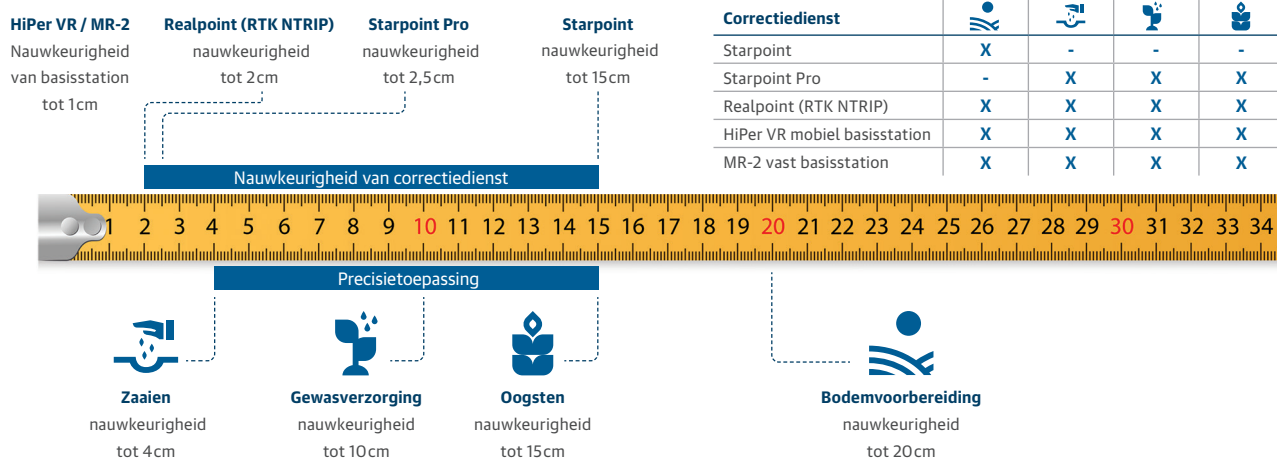 HiPer VR / MR-2
Nauwkeurigheid
van basisstation
tot 1cm
Realpoint (RTK NTRIP)
nauwkeurigheid
tot 2cm
Starpoint Pro
nauwkeurigheid
tot 2,5cm
Starpoint
nauwkeurigheid
tot 15cm
Correctiedienst
Starpoint X - - -
Starpoint Pro - X X X
Realpoint (RTK NTRIP) X X X X
HiPer VR mobiel basisstation X X X X
MR-2 vast basisstation X X X X
Nauwkeurigheid van correctiedienst
1 2 3 4 5 6 7 8 9 10 11 12 13 14 15 16 17 18 19 20 21 22 23 24 25 26 27 28 29 30 31 32 33 34
Precisietoepassing
Zaaien
nauwkeurigheid
tot 4cm
Gewasverzorging
nauwkeurigheid
tot 10cm
Oogsten
nauwkeurigheid
tot 15cm
Bodemvoorbereiding
nauwkeurigheid
tot 20cm